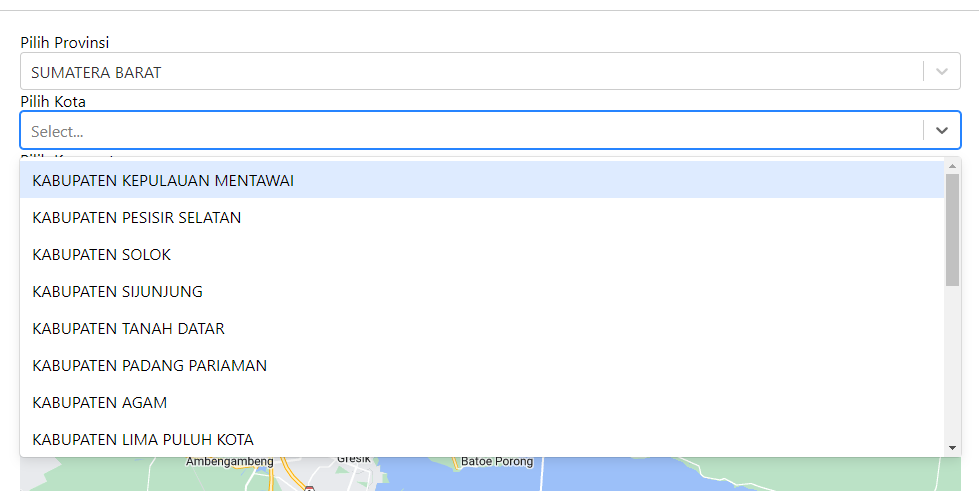 Pilih Provinsi
SUMATERA BARAT
Pilih Kota
Select...
KABUPATEN KEPULAUAN MENTAWAI
KABUPATEN PESISIR SELATAN
KABUPATEN SOLOK
KABUPATEN SIJUNJUNG
KABUPATEN TANAH DATAR
KABUPATEN PADANG PARIAMAN
KABUPATEN AGAM
KABUPATEN LIMA PULUH KOTA
Ambengambeng Gresik Batoe Porong